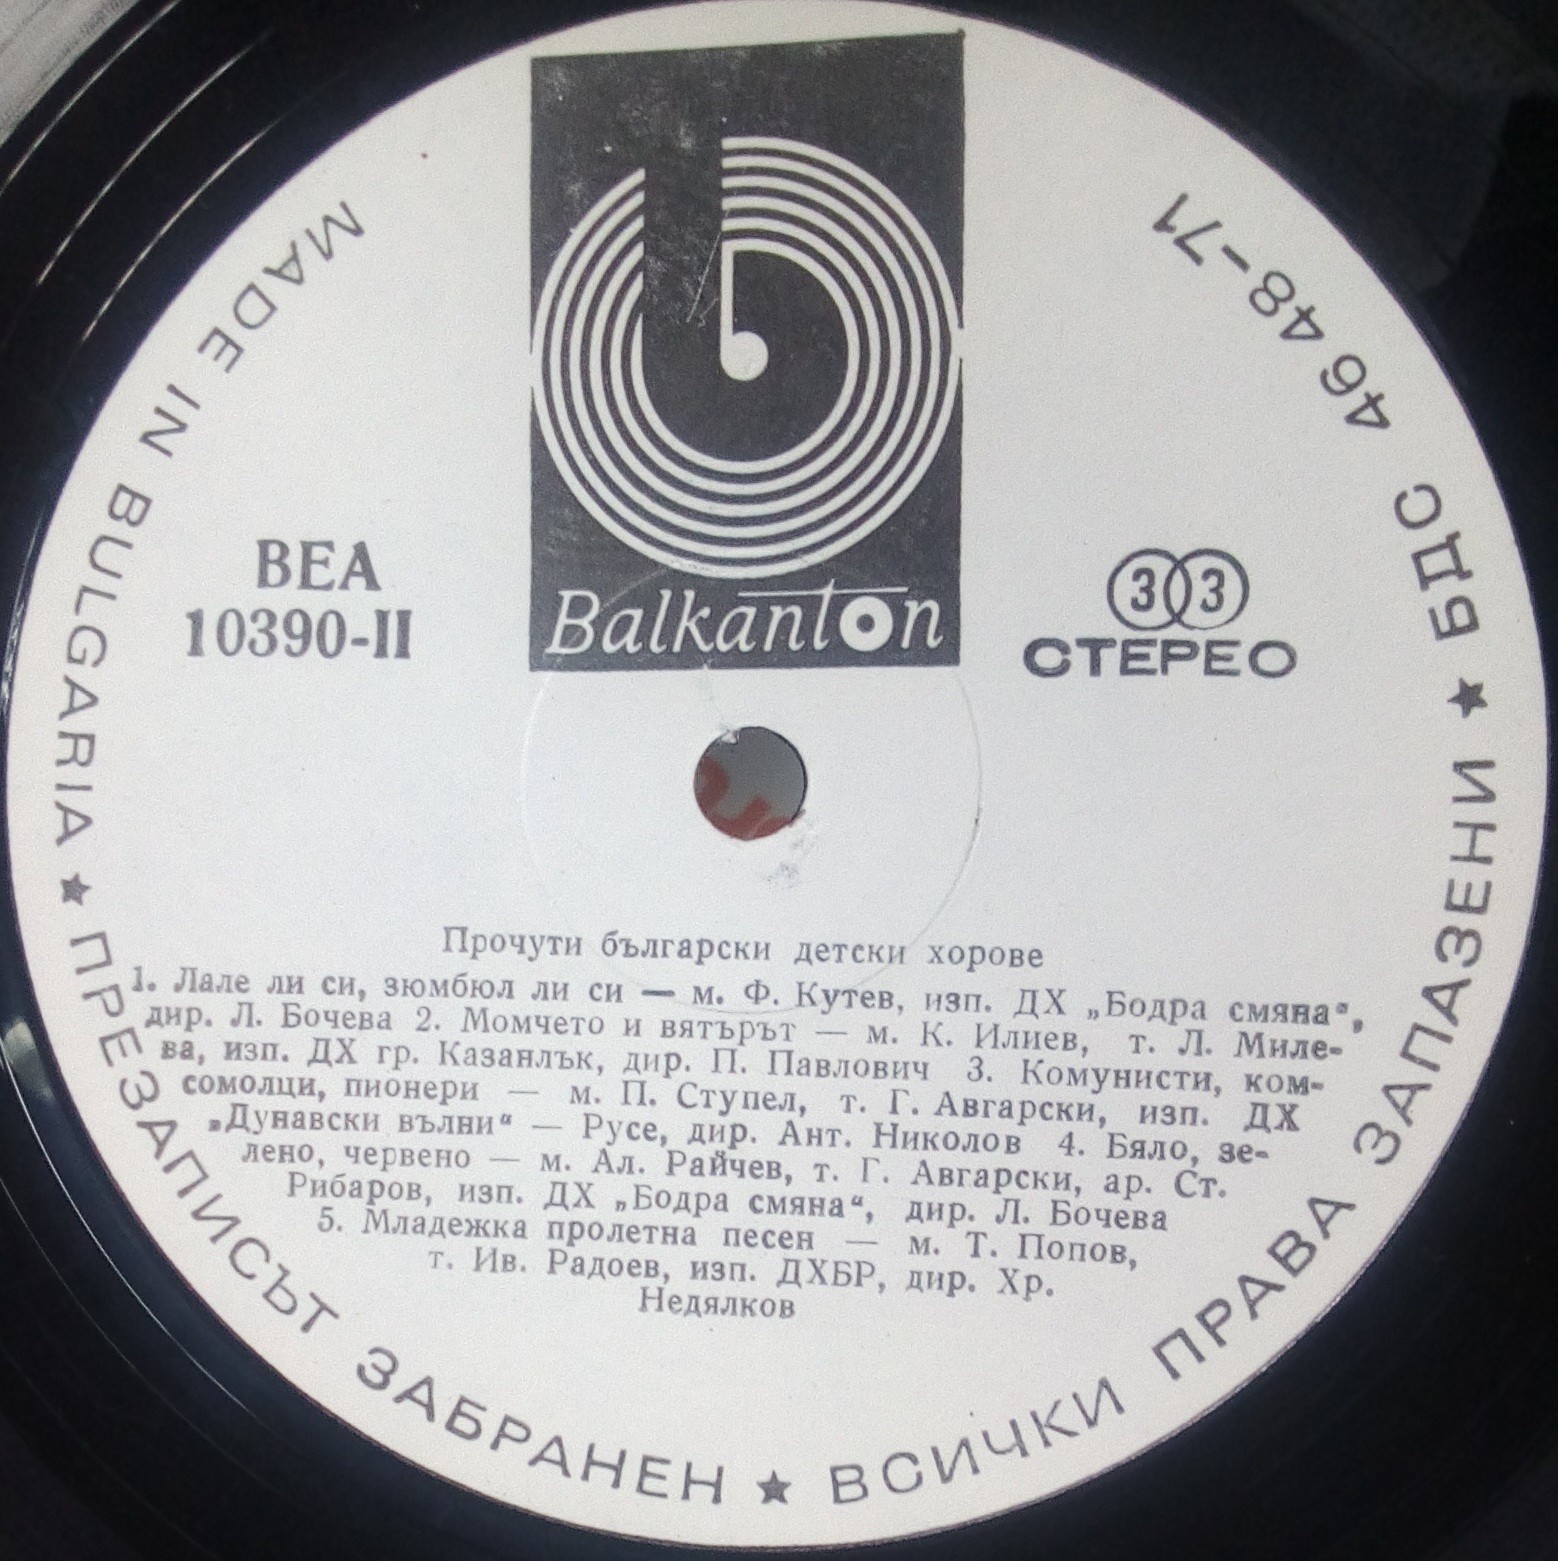 MADE IN BULGARIA ★ ПРЕЗАПИСЪТ ЗАБРАНЕН ★ ВСИЧКИ ПРАВА ЗАПАЗЕНИ ★ БДС 4648-71
Balkanton
ВЕА
10390-II
33
СТЕРЕО
Прочути български детски хорове
1. Лале ли си, зюмбюл ли си — м. Ф. Кутев, изп. ДХ „Бодра смяна“,
дир. Л. Бочева 2. Момчето и вятърът — м. К. Илиев, т. Л. Миле-
ва, изп. ДХ гр. Казанлък, дир. П. Павлович 3. Комунисти, ком-
сомолци, пионери — м. П. Ступел, т. Г. Авгарски, изп. ДХ
„Дунавски вълни“ — Русе, дир. Ант. Николов 4. Бяло, зе-
лено, червено — м. Ал. Райчев, т. Г. Авгарски, ар. Ст.
Рибаров, изп. ДХ „Бодра смяна“, дир. Л. Бочева
5. Младежка пролетна песен — м. Т. Попов,
т. Ив. Радоев, изп. ДХБР, дир. Хр.
Недялков